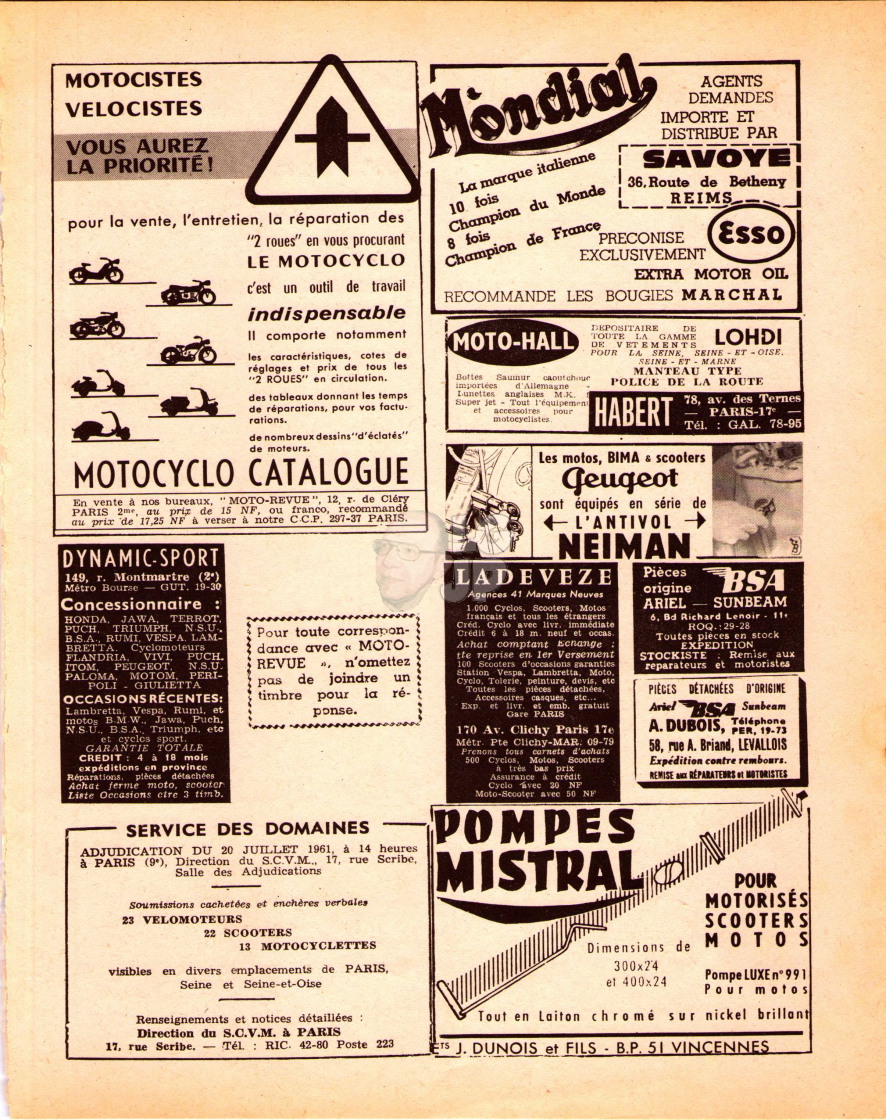 MOTOCISTES
VELOCISTES
VOUS AUREZ
LA PRIORITÉ !
pour la vente, l'entretien, la réparation des
"2 roues" en vous procurant
LE MOTOCYCLO
c'est un outil de travail
indispensable
Il comporte notamment
les caractéristiques, cotes de
réglages et prix de tous les
"2 ROUES" en circulation.
des tableaux donnant les temps
de réparations, pour vos factu-
rations.
de nombreux dessins "d'éclatés"
de moteurs.
MOTOCYCLO CATALOGUE
En vente à nos bureaux, " MOTO-REVUE ", 12, r. de Cléry
PARIS 2me, au prix de 15 NF, ou franco, recommandé
au prix de 17,25 NF à verser à notre C.C.P. 297-37 PARIS.
Mondial
AGENTS
DEMANDES
IMPORTE ET
DISTRIBUE PAR
SAVOYE
36, Route de Betheny
REIMS
La marque italienne
10 fois
Champion du Monde
8 fois
Champion de France
PRECONISE
EXCLUSIVEMENT
Esso
EXTRA MOTOR OIL
RECOMMANDE LES BOUGIES MARCHAL
MOTO-HALL
DEPOSITAIRE DE
TOUTE LA GAMME
DE VETEMENTS
LOHDI
POUR LA SEINE, SEINE-ET-OISE.
SEINE-ET-MARNE
MANTEAU TYPE
POLICE DE LA ROUTE
Bottes Saumur caoutchouc
importées d'Allemagne -
Lunettes anglaises M.K.
Super jet - Tout l'équipement
et accessoires pour
motocyclistes.
HABERT
78, av. des Ternes
— PARIS-17e —
Tél. : GAL. 78-95
Les motos, BIMA & scooters
Peugeot
sont équipés en série de
L'ANTIVOL
NEIMAN
DYNAMIC-SPORT
149, r. Montmartre (2e)
Métro Bourse — GUT. 19-30
Concessionnaire :
HONDA, JAWA, TERROT,
PUCH, TRIUMPH, N.S.U.,
B.S.A., RUMI, VESPA. LAM-
BRETTA. Cyclomoteurs
FLANDRIA, VIVI, PUCH,
ITOM, PEUGEOT, N.S.U.
PALOMA, MOTOM, PERI-
POLI - GIULIETTA
OCCASIONS RÉCENTES:
Lambretta, Vespa, Rumi, et
motos B.M.W., Jawa, Puch,
N.S.U., B.S.A., Triumph, etc
et cyclos sport.
GARANTIE TOTALE
CREDIT : 4 à 18 mois
expéditions en province
Réparations, pièces détachées
Achat ferme moto, scooter
Liste Occasions ctre 3 timb.
Pour toute correspon-
dance avec « MOTO-
REVUE », n'omettez
pas de joindre un
timbre pour la ré-
ponse.
LADEVEZE
Agences 41 Marques Neuves
1.000 Cyclos, Scooters, Motos
français et tous les étrangers
Créd. Cyclo avec livr. immédiate
Crédit 6 à 18 m. neuf et occas.
Achat comptant Echange :
tte reprise en 1er Versement
100 Scooters d'occasions garanties
Station Vespa, Lambretta, Moto,
Cyclo, Tolerie, peinture, devis, etc
Toutes les pièces détachées,
Accessoires casques, etc...
Exp. et livr. et emb. gratuit
Gare PARIS
170 Av. Clichy Paris 17e
Métr. Pte Clichy-MAR. 09-79
Prenons tous carnets d'achats
500 Cyclos, Motos, Scooters
à très bas prix
Assurance à crédit
Cyclo avec 20 NF
Moto-Scooter avec 50 NF
Pièces
origine
BSA
ARIEL — SUNBEAM
6, Bd Richard Lenoir - 11e
ROQ. : 29-28
Toutes pièces en stock
EXPEDITION
STOCKISTE : Remise aux
reparateurs et motoristes
PIÈCES DÉTACHÉES D'ORIGINE
Ariel BSA Sunbeam
A. DUBOIS, Téléphone
PER, 19-73
58, rue A. Briand, LEVALLOIS
Expédition contre rembours.
REMISE aux RÉPARATEURS et MOTORISTES
SERVICE DES DOMAINES
ADJUDICATION DU 20 JUILLET 1961, à 14 heures
à PARIS (9e), Direction du S.C.V.M., 17, rue Scribe,
Salle des Adjudications
Soumissions cachetées et enchères verbales
23 VELOMOTEURS
22 SCOOTERS
13 MOTOCYCLETTES
visibles en divers emplacements de PARIS,
Seine et Seine-et-Oise
Renseignements et notices détaillées :
Direction du S.C.V.M. à PARIS
17, rue Scribe. — Tél. : RIC. 42-80 Poste 223
POMPES
MISTRAL
POUR
MOTORISÉS
SCOOTERS
MOTOS
Dimensions de
300x24
et 400x24
Pompe LUXE n° 991
Pour motos
Tout en Laiton chromé sur nickel brillant
ETS J. DUNOIS et FILS - B.P. 51 VINCENNES